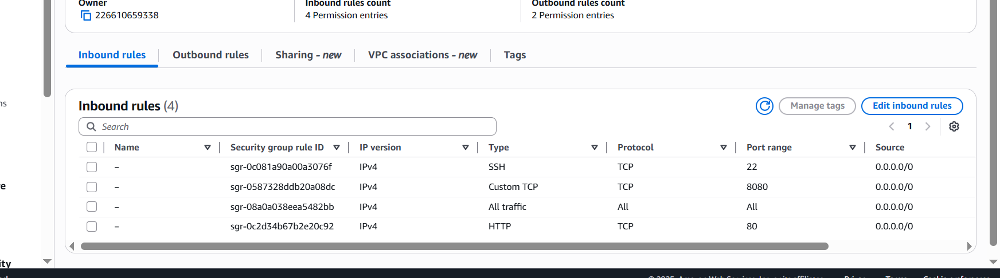 Owner
Inbound rules count
Outbound rules count
226610659338
4 Permission entries
2 Permission entries
Inbound rules
Outbound rules
Sharing - new
VPC associations - new
Tags
Inbound rules (4)
Manage tags
Edit inbound rules
Search
1
Name
Security group rule ID
IP version
Type
Protocol
Port range
Source
– sgr-0c081a90a00a3076f IPv4 SSH TCP 22 0.0.0.0/0
– sgr-0587328ddb20a08dc IPv4 Custom TCP TCP 8080 0.0.0.0/0
– sgr-08a0a038eea5482bb IPv4 All traffic All All 0.0.0.0/0
– sgr-0c2d34b67b2e20c92 IPv4 HTTP TCP 80 0.0.0.0/0